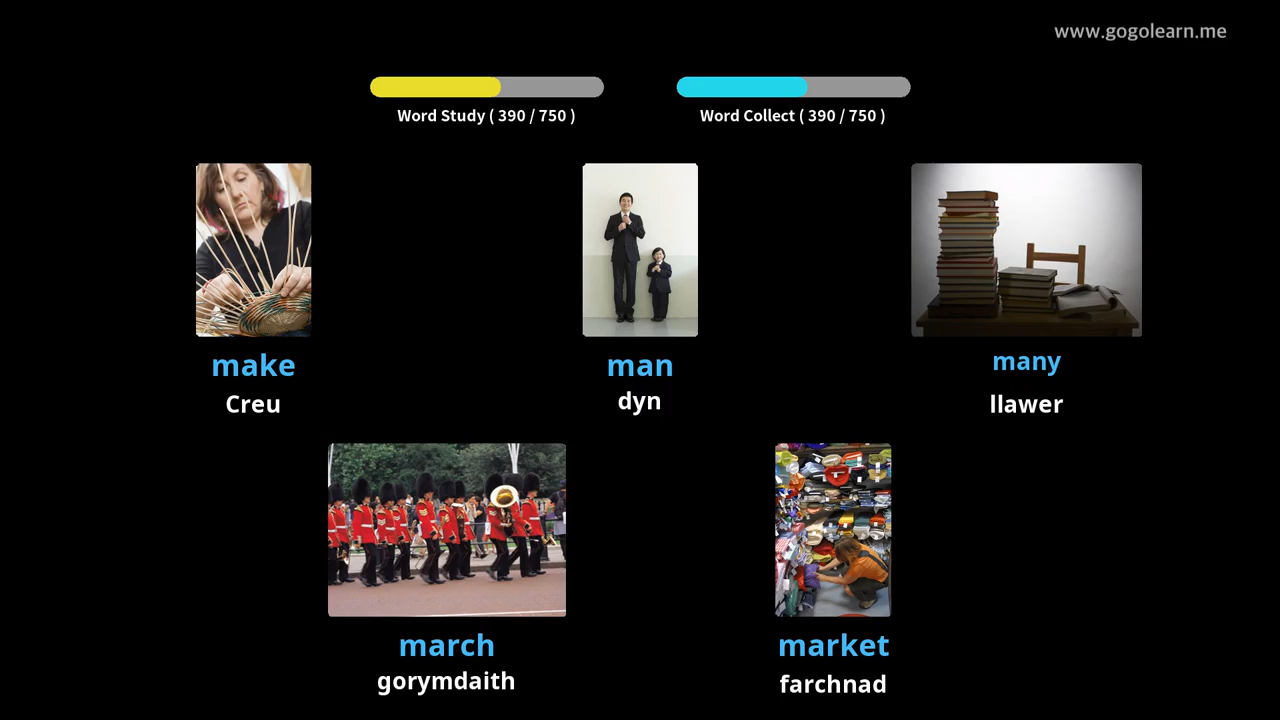 www.gogolearn.me
Word Study ( 390 / 750 )
Word Collect ( 390 / 750 )
make
Creu
man
dyn
many
llawer
march
gorymdaith
market
farchnad